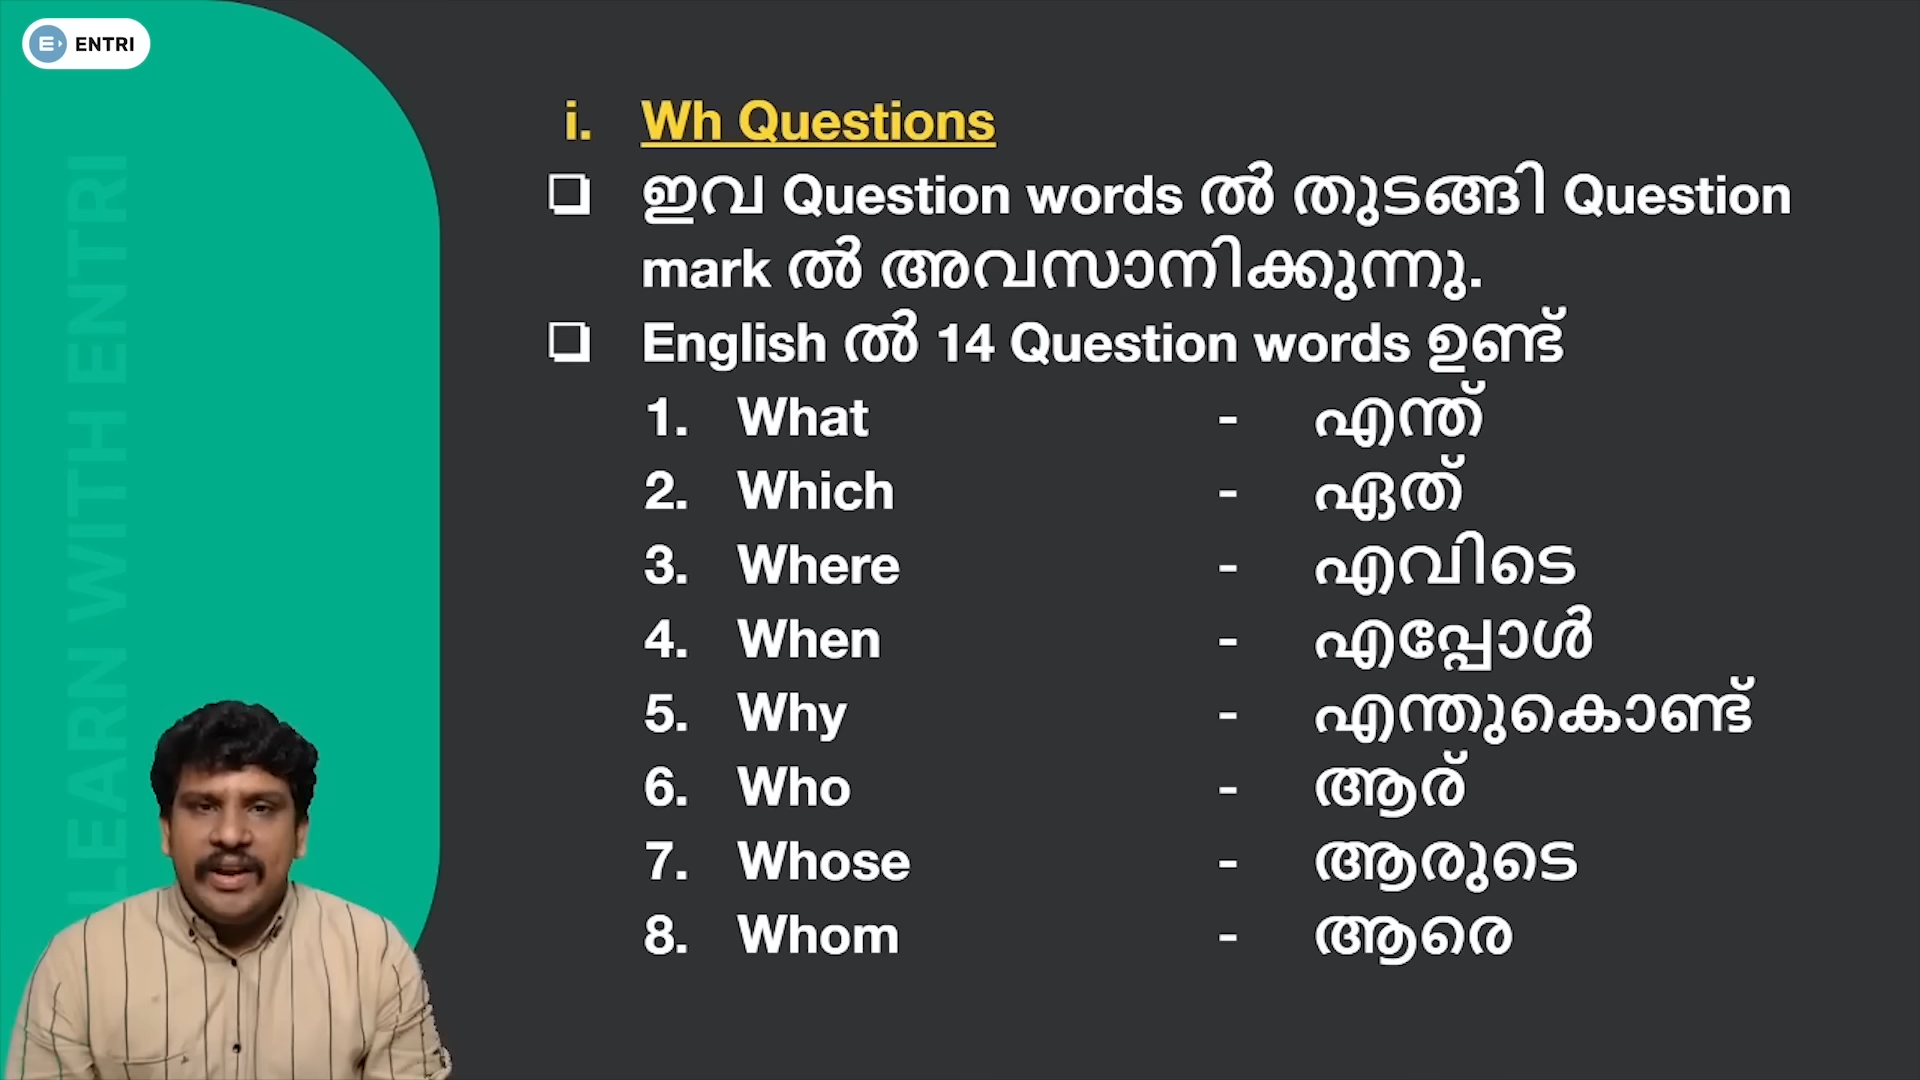 ENTRI
LEARN WITH ENTRI
i. Wh Questions
❑ ഇവ Question words ൽ തുടങ്ങി Question
mark ൽ അവസാനിക്കുന്നു.
❑ English ൽ 14 Question words ഉണ്ട്
1. What - എന്ത്
2. Which - ഏത്
3. Where - എവിടെ
4. When - എപ്പോൾ
5. Why - എന്തുകൊണ്ട്
6. Who - ആര്
7. Whose - ആരുടെ
8. Whom - ആരെ